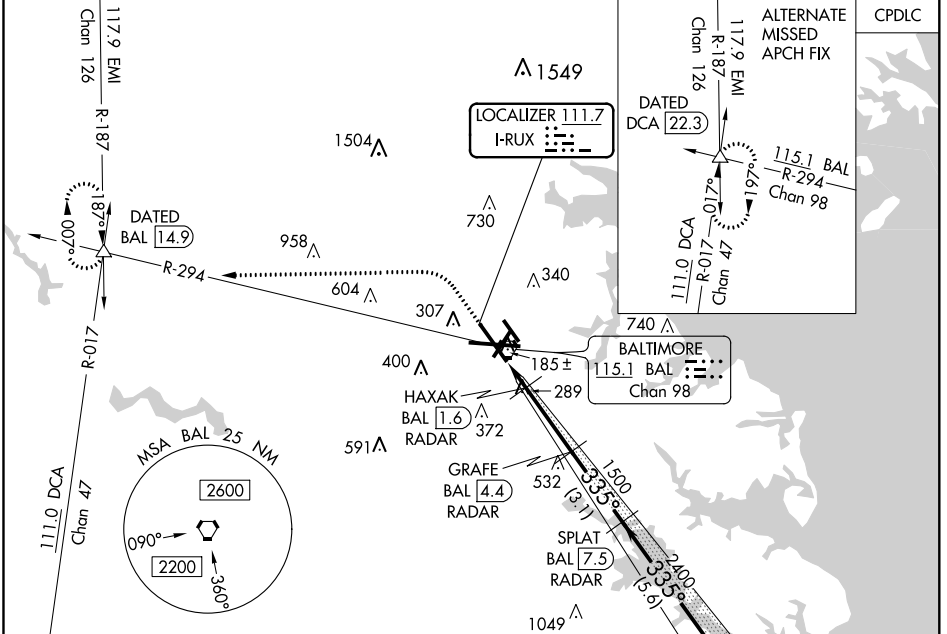 117.9 EMI
Chan 126
R-187
1549
LOCALIZER 111.7
I-RUX
1504
730
187°
007°
DATED
BAL 14.9
958
R-294
604
340
307
740
BALTIMORE
115.1 BAL
Chan 98
400
185 ±
289
HAXAK
BAL 1.6
RADAR
372
591
GRAFE
BAL 4.4
RADAR
532
335°
1500
(3.1)
SPLAT
BAL 7.5
RADAR
335°
2400
(5.6)
1049
R-017
111.0 DCA
Chan 47
MSA BAL 25 NM
2600
090°
2200
360°
ALTERNATE
MISSED
APCH FIX
117.9 EMI
R-187
Chan 126
DATED
DCA 22.3
115.1 BAL
R-294
Chan 98
017°
197°
111.0 DCA
R-017
Chan 47
CPDLC